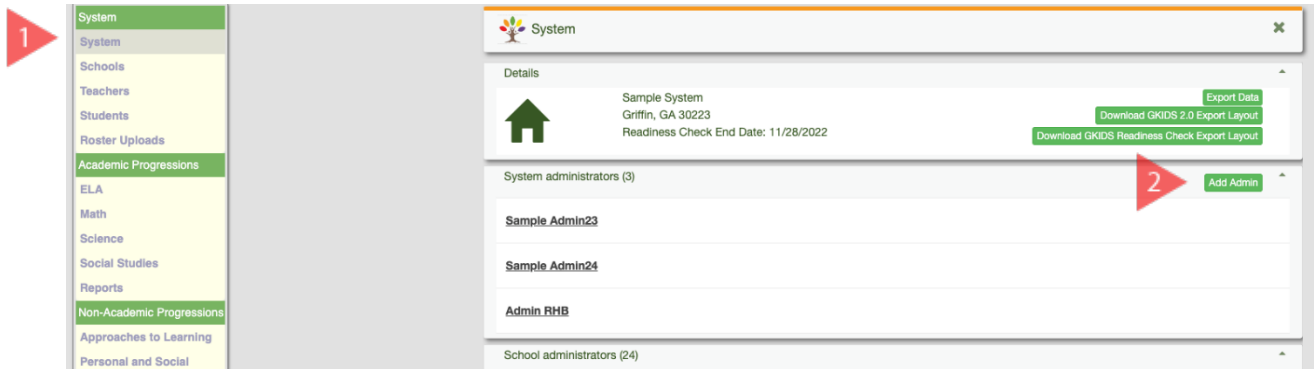 1
System
System
Schools
Teachers
Students
Roster Uploads
Academic Progressions
ELA
Math
Science
Social Studies
Reports
Non-Academic Progressions
Approaches to Learning
Personal and Social
System
Details
Sample System
Griffin, GA 30223
Readiness Check End Date: 11/28/2022
Export Data
Download GKIDS 2.0 Export Layout
Download GKIDS Readiness Check Export Layout
System administrators (3)
2
Add Admin
Sample Admin23
Sample Admin24
Admin RHB
School administrators (24)